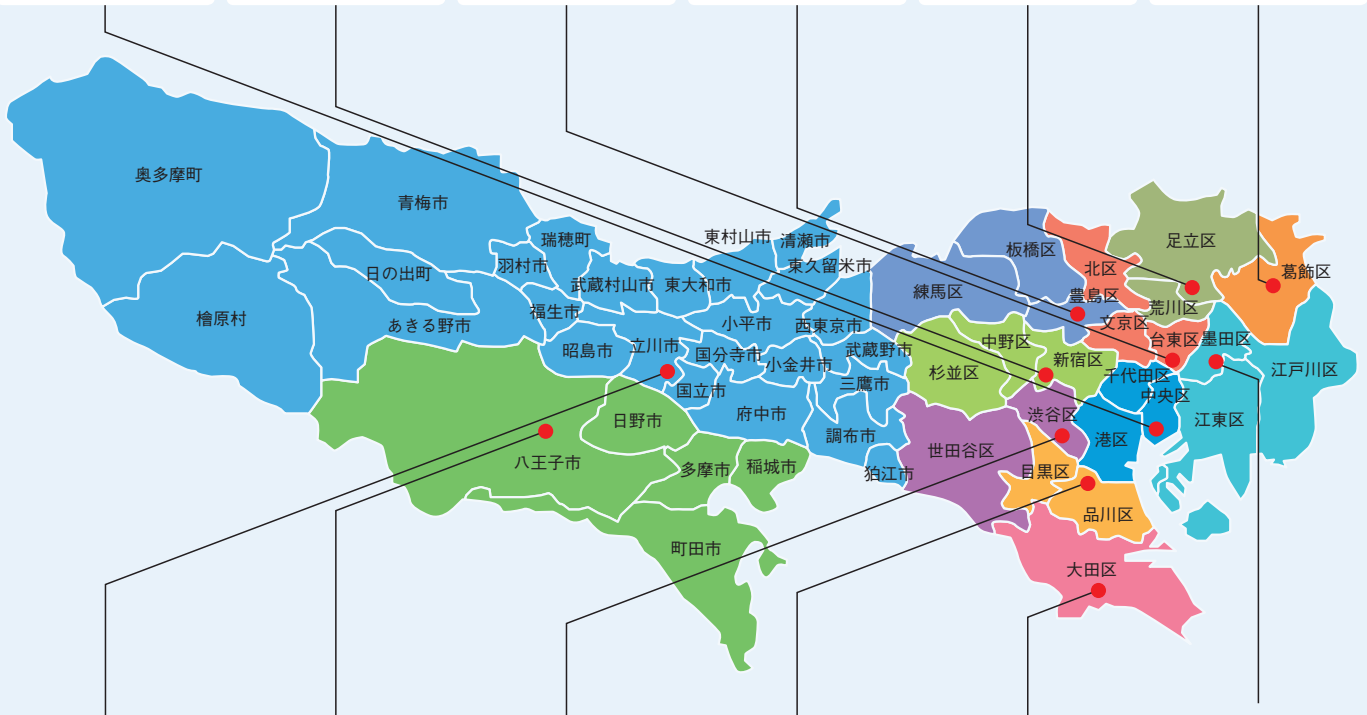 奥多摩町
青梅市
瑞穂町
東村山市
清瀬市
羽村市
日の出町
武蔵村山市
東大和市
東久留米市
檜原村
あきる野市
福生市
昭島市
立川市
小平市
西東京市
国分寺市
小金井市
武蔵野市
国立市
三鷹市
日野市
府中市
調布市
八王子市
多摩市
稲城市
狛江市
町田市
板橋区
北区
足立区
葛飾区
練馬区
豊島区
荒川区
文京区
台東区
墨田区
中野区
新宿区
杉並区
千代田区
中央区
江戸川区
渋谷区
港区
江東区
世田谷区
目黒区
品川区
大田区